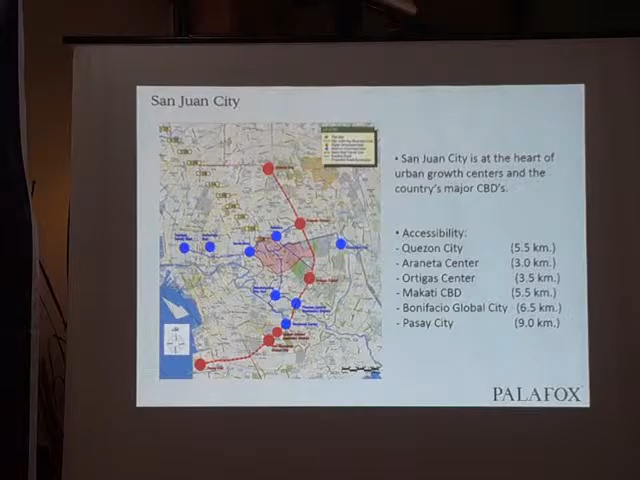 San Juan City
• San Juan City is at the heart of
urban growth centers and the
country's major CBD's.
• Accessibility:
- Quezon City (5.5 km.)
- Araneta Center (3.0 km.)
- Ortigas Center (3.5 km.)
- Makati CBD (5.5 km.)
- Bonifacio Global City (6.5 km.)
- Pasay City (9.0 km.)
PALAFOX